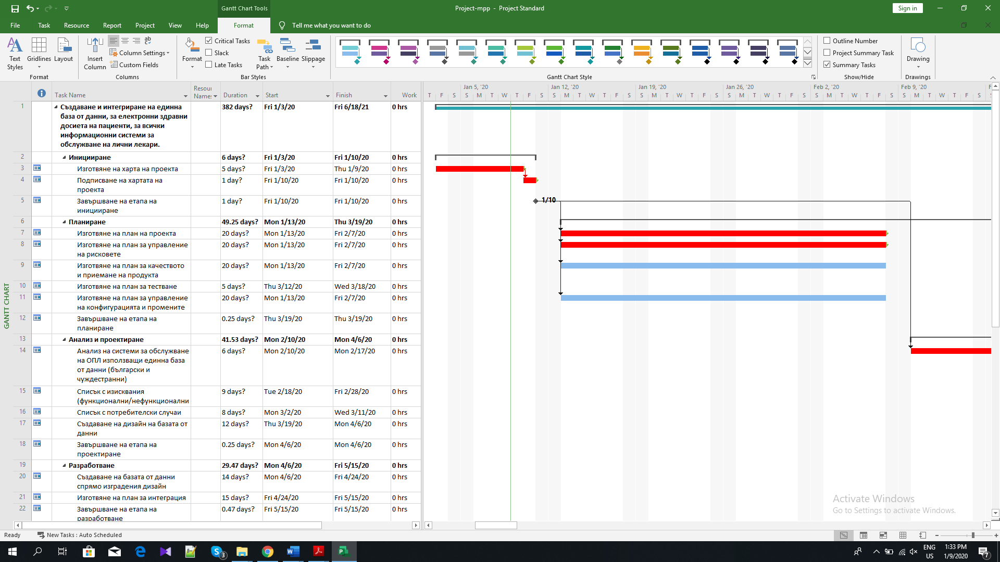 Gantt Chart Tools
Project-mpp - Project Standard
Sign in
File Task Resource Report Project View Help Format Tell me what you want to do
Text Styles
Gridlines
Layout
Format
Insert Column
Column Settings
Custom Fields
Columns
Format
Critical Tasks
Slack
Late Tasks
Task Path
Baseline
Slippage
Bar Styles
Gantt Chart Style
Outline Number
Project Summary Task
Summary Tasks
Show/Hide
Drawing
Drawings
Task Name
Resour
Names
Duration
Start
Finish
Work
Jan 5, '20 Jan 12, '20 Jan 19, '20 Jan 26, '20 Feb 2, '20 Feb 9, '20 F
T F S S M T W T F S S M T W T F S S M T W T F S S M T W T F S S M T W T F S S M T W T F S
1 Създаване и интегриране на единна 382 days? Fri 1/3/20 Fri 6/18/21 0 hrs
база от данни, за електронни здравни
досиета на пациенти, за всички
информационни системи за
обслужване на лични лекари.
2 Иницииране 6 days? Fri 1/3/20 Fri 1/10/20 0 hrs
3 Изготвяне на харта на проекта 5 days? Fri 1/3/20 Thu 1/9/20 0 hrs
4 Подписване на хартата на 1 day? Fri 1/10/20 Fri 1/10/20 0 hrs
проекта
5 Завършване на етапа на 1 day? Fri 1/10/20 Fri 1/10/20 0 hrs
иницииране
1/10
6 Планиране 49.25 days? Mon 1/13/20 Thu 3/19/20 0 hrs
7 Изготвяне на план на проекта 20 days? Mon 1/13/20 Fri 2/7/20 0 hrs
8 Изготвяне на план за управление 20 days? Mon 1/13/20 Fri 2/7/20 0 hrs
на рисковете
9 Изготвяне на план за качеството 20 days? Mon 1/13/20 Fri 2/7/20 0 hrs
и приемане на продукта
10 Изготвяне на план за тестване 5 days? Thu 3/12/20 Wed 3/18/20 0 hrs
11 Изготвяне на план за управление 20 days? Mon 1/13/20 Fri 2/7/20 0 hrs
на конфигурацията и промените
12 Завършване на етапа на 0.25 days? Thu 3/19/20 Thu 3/19/20 0 hrs
планиране
13 Анализ и проектиране 41.53 days? Mon 2/10/20 Mon 4/6/20 0 hrs
14 Анализ на системи за обслужване 6 days? Mon 2/10/20 Mon 2/17/20 0 hrs
на ОПЛ използващи единна база
от данни (български и
чуждестранни)
15 Списък с изисквания 9 days? Tue 2/18/20 Fri 2/28/20 0 hrs
(функционални/нефункционални
16 Списък с потребителски случаи 8 days? Mon 3/2/20 Wed 3/11/20 0 hrs
17 Създаване на дизайн на базата от 12 days? Thu 3/19/20 Mon 4/6/20 0 hrs
данни
18 Завършване на етапа на 0.25 days? Mon 4/6/20 Mon 4/6/20 0 hrs
проектиране
19 Разработване 29.47 days? Mon 4/6/20 Fri 5/15/20 0 hrs
20 Създаване на базата от данни 14 days? Mon 4/6/20 Fri 4/24/20 0 hrs
спрямо изградения дизайн
21 Изготвяне на план за интеграция 15 days? Fri 4/24/20 Fri 5/15/20 0 hrs
22 Завършване на етапа на 0.47 days? Fri 5/15/20 Fri 5/15/20 0 hrs
разработване
GANTT CHART
Activate Windows
Go to Settings to activate Windows.
Ready New Tasks : Auto Scheduled
3
ENG
US
1:33 PM
1/9/2020
7